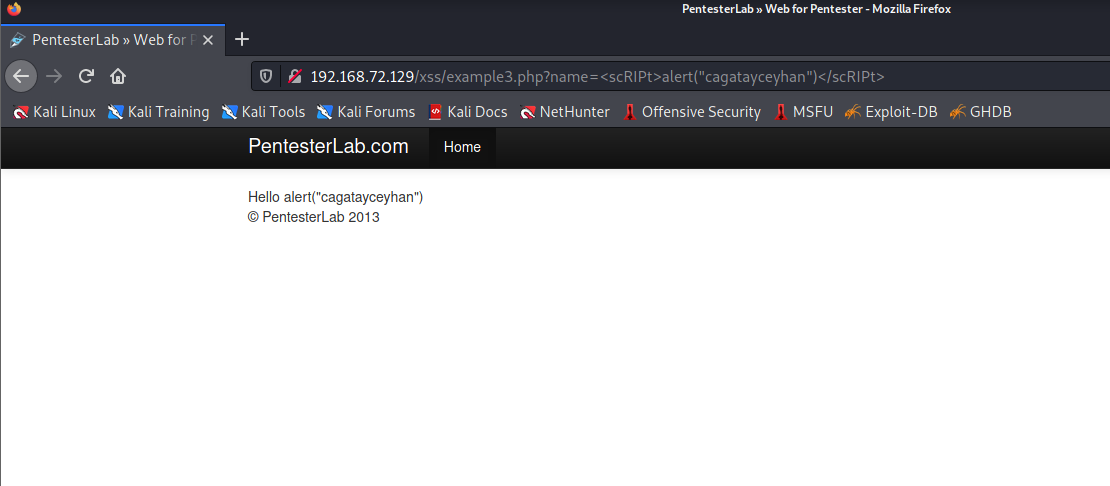 PentesterLab » Web for Pentester - Mozilla Firefox
PentesterLab » Web for P
192.168.72.129/xss/example3.php?name=<scRIPt>alert("cagatayceyhan")</scRIPt>
Kali Linux Kali Training Kali Tools Kali Forums Kali Docs NetHunter Offensive Security MSFU Exploit-DB GHDB
PentesterLab.com Home
Hello alert("cagatayceyhan")
© PentesterLab 2013